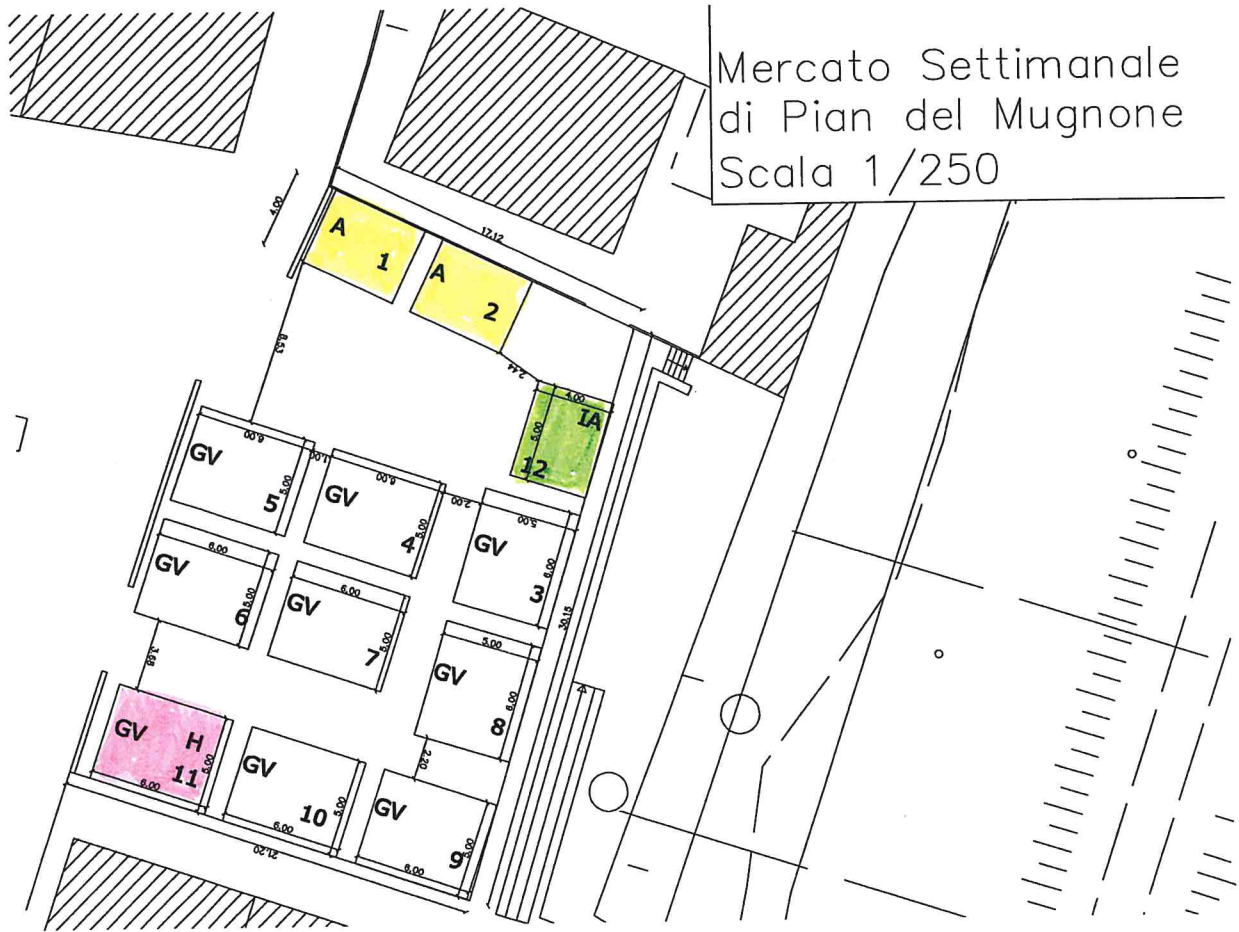 Mercato Settimanale
di Pian del Mugnone
Scala 1/250
4.00
17.12
A
1
A
2
8.53
2.44
4.00
IA
5.00
12
6.00
GV
5.00
5
1.00
6.00
GV
5.00
4
2.00
5.00
GV
6.00
3
30.15
6.00
GV
5.00
6
6.00
GV
5.00
7
5.00
GV
6.00
8
3.68
2.20
GV
H
11
5.00
6.00
GV
10
5.00
6.00
GV
9
5.00
6.00
21.20